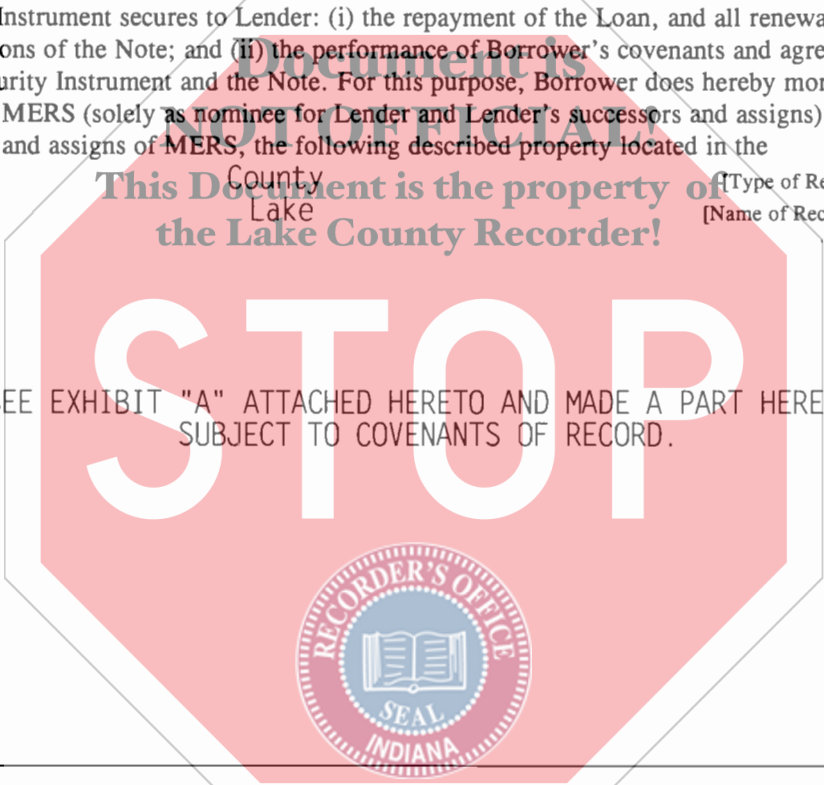 Instrument secures to Lender: (i) the repayment of the Loan, and all renewa
ons of the Note; and (ii) the performance of Borrower's covenants and agre
urity Instrument and the Note. For this purpose, Borrower does hereby mor
MERS (solely as nominee for Lender and Lender's successors and assigns)
and assigns of MERS, the following described property located in the
County [Type of Re
Lake [Name of Rec
Document is
NOT OFFICIAL!
This Document is the property of
the Lake County Recorder!
STOP
EE EXHIBIT "A" ATTACHED HERETO AND MADE A PART HERE
SUBJECT TO COVENANTS OF RECORD.
RECORDER'S OFFICE
SEAL
INDIANA